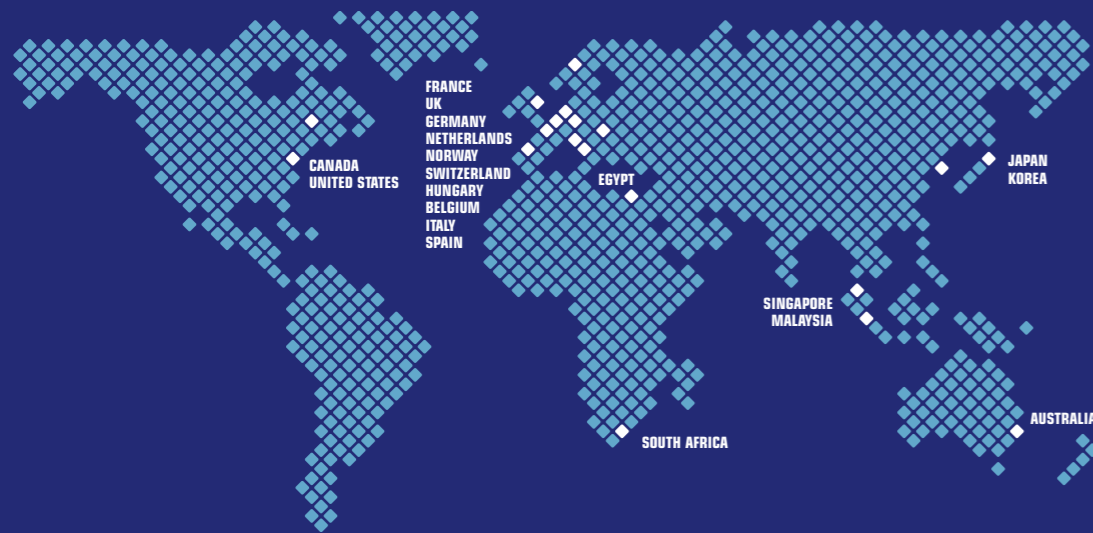 FRANCE
UK
GERMANY
NETHERLANDS
NORWAY
SWITZERLAND
HUNGARY
BELGIUM
ITALY
SPAIN
CANADA
UNITED STATES
EGYPT
JAPAN
KOREA
SINGAPORE
MALAYSIA
AUSTRALIA
SOUTH AFRICA